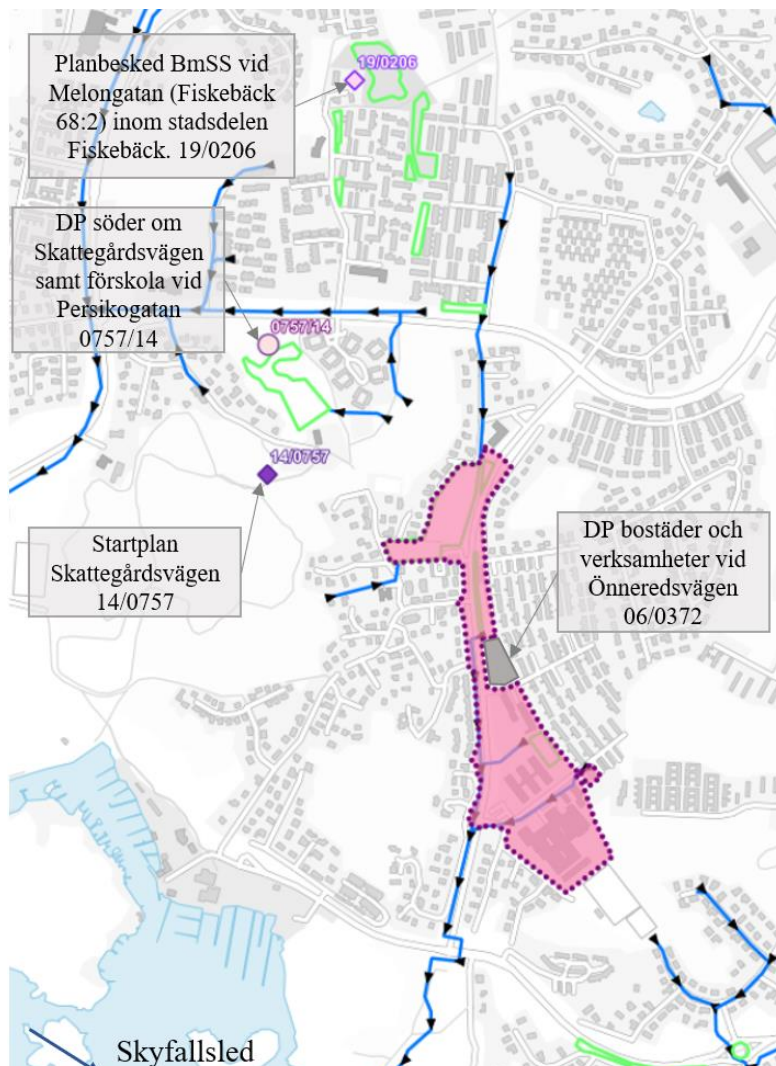 Planbesked BmSS vid
Melongatan (Fiskebäck
68:2) inom stadsdelen
Fiskebäck. 19/0206
19/0206
DP söder om
Skattegårdsvägen
samt förskola vid
Persikogatan
0757/14
0757/14
14/0757
Startplan
Skattegårdsvägen
14/0757
DP bostäder och
verksamheter vid
Önneredsvägen
06/0372
Skyfallsled